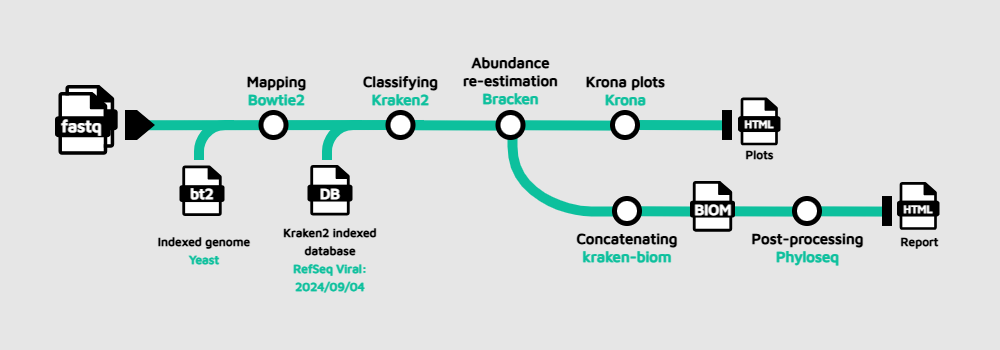 fastq
Mapping
Bowtie2
Classifying
Kraken2
Abundance
re-estimation
Bracken
Krona plots
Krona
HTML
Plots
bt2
Indexed genome
Yeast
DB
Kraken2 indexed
database
RefSeq Viral:
2024/09/04
Concatenating
kraken-biom
BIOM
Post-processing
Phyloseq
HTML
Report